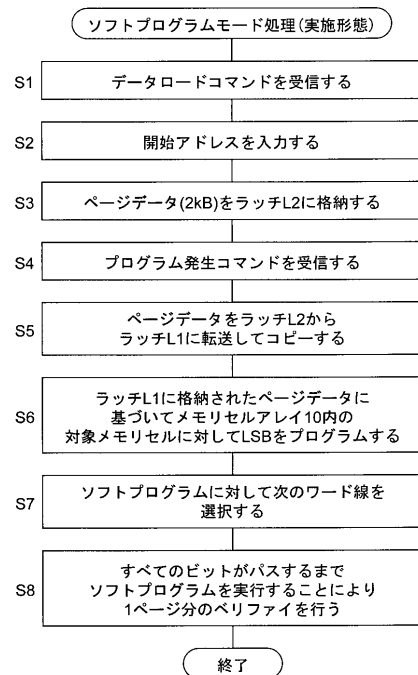 ソフトプログラムモード処理(実施形態)
S1
データロードコマンドを受信する
S2
開始アドレスを入力する
S3
ページデータ(2kB)をラッチL2に格納する
S4
プログラム発生コマンドを受信する
S5
ページデータをラッチL2から
ラッチL1に転送してコピーする
S6
ラッチL1に格納されたページデータに
基づいてメモリセルアレイ10内の
対象メモリセルに対してLSBをプログラムする
S7
ソフトプログラムに対して次のワード線を
選択する
S8
すべてのビットがパスするまで
ソフトプログラムを実行することにより
1ページ分のベリファイを行う
終了